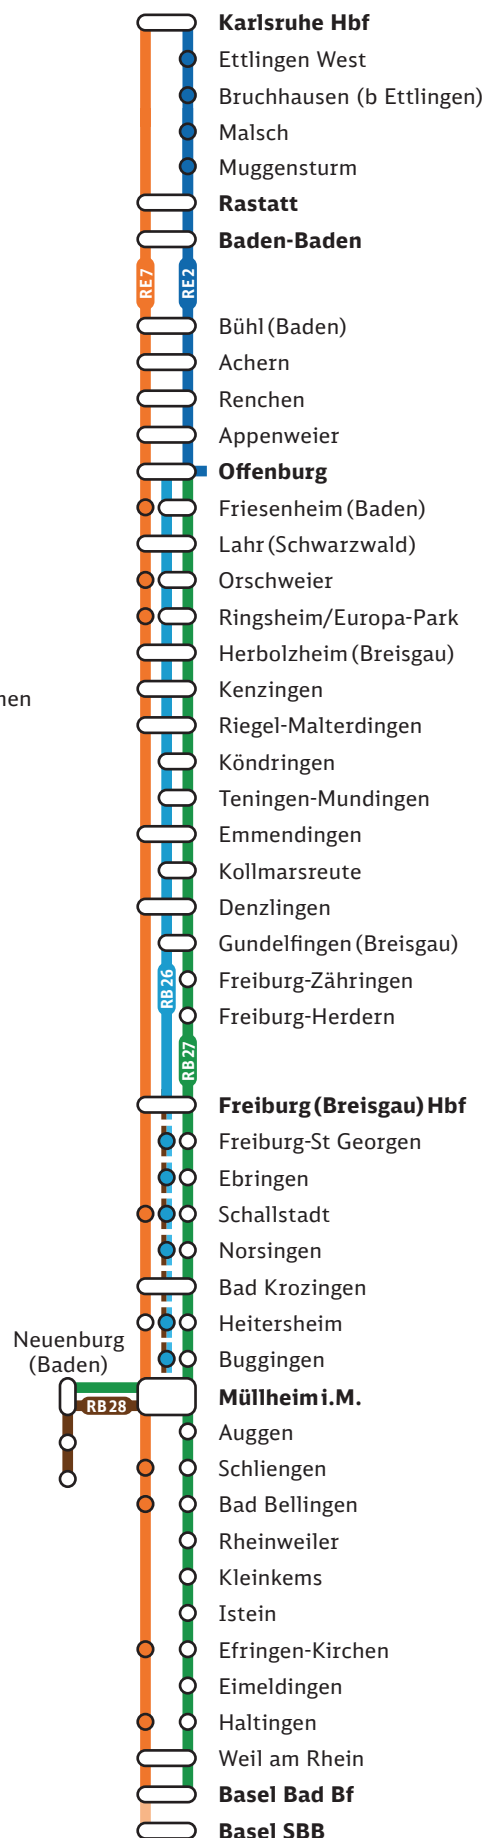 Karlsruhe Hbf
Ettlingen West
Bruchhausen (b Ettlingen)
Malsch
Muggensturm
Rastatt
Baden-Baden
RE 7
RE 2
Bühl (Baden)
Achern
Renchen
Appenweier
Offenburg
Friesenheim (Baden)
Lahr (Schwarzwald)
Orschweier
Ringsheim/Europa-Park
Herbolzheim (Breisgau)
Kenzingen
nen
Riegel-Malterdingen
Köndringen
Teningen-Mundingen
Emmendingen
Kollmarsreute
Denzlingen
Gundelfingen (Breisgau)
RB 26
Freiburg-Zähringen
Freiburg-Herdern
RB 27
Freiburg (Breisgau) Hbf
Freiburg-St Georgen
Ebringen
Schallstadt
Norsingen
Bad Krozingen
Heitersheim
Neuenburg
(Baden)
Buggingen
Müllheim i.M.
RB 28
Auggen
Schliengen
Bad Bellingen
Rheinweiler
Kleinkems
Istein
Efringen-Kirchen
Eimeldingen
Haltingen
Weil am Rhein
Basel Bad Bf
Basel SBB